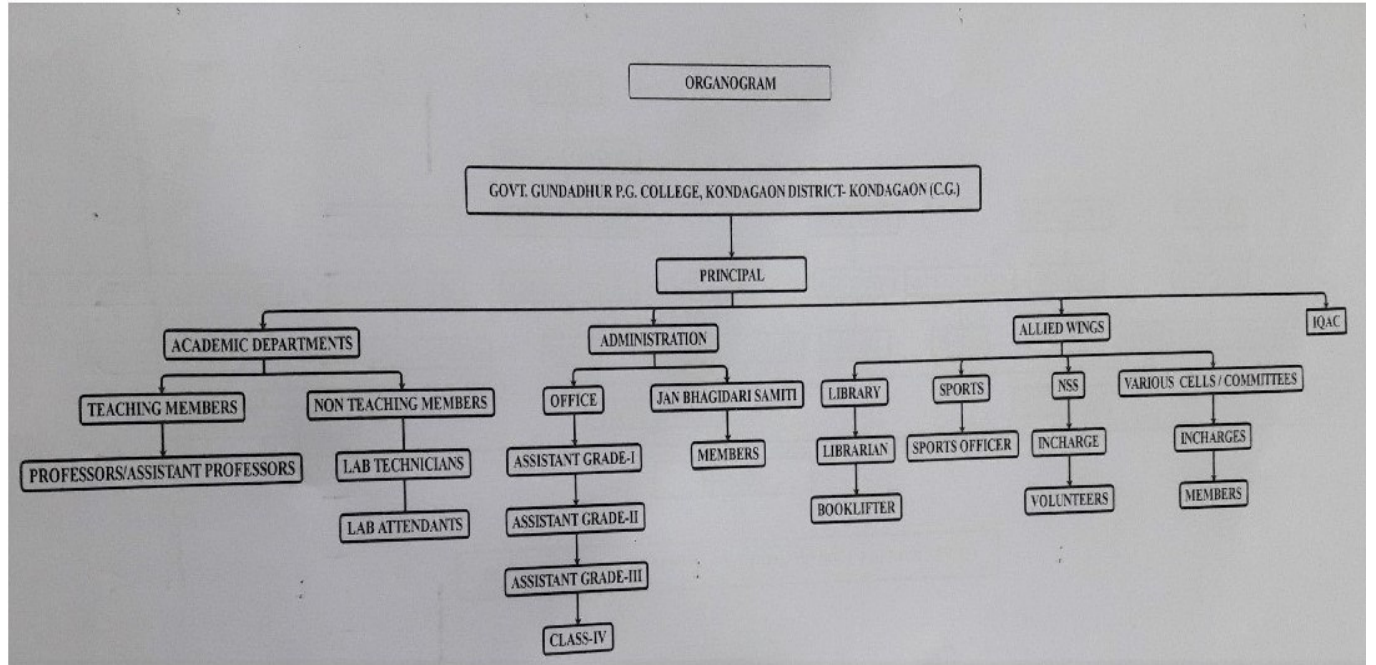 ORGANOGRAM
GOVT. GUNDADHUR P.G. COLLEGE, KONDAGAON DISTRICT- KONDAGAON (C.G.)
PRINCIPAL
ACADEMIC DEPARTMENTS
ADMINISTRATION
ALLIED WINGS
IQAC
TEACHING MEMBERS
NON TEACHING MEMBERS
OFFICE
JAN BHAGIDARI SAMITI
LIBRARY
SPORTS
NSS
VARIOUS CELLS / COMMITTEES
PROFESSORS/ASSISTANT PROFESSORS
LAB TECHNICIANS
ASSISTANT GRADE-I
MEMBERS
LIBRARIAN
SPORTS OFFICER
INCHARGE
INCHARGES
LAB ATTENDANTS
ASSISTANT GRADE-II
BOOKLIFTER
VOLUNTEERS
MEMBERS
ASSISTANT GRADE-III
CLASS-IV